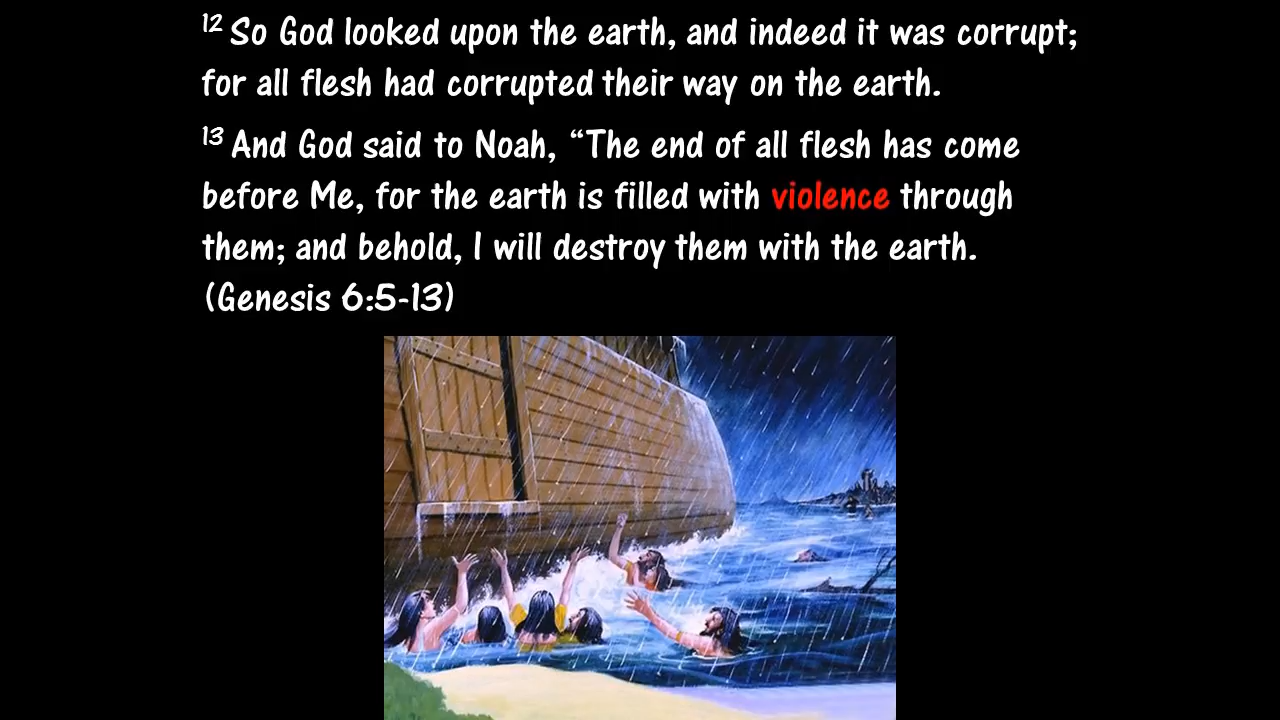 12 So God looked upon the earth, and indeed it was corrupt;
for all flesh had corrupted their way on the earth.
13 And God said to Noah, “The end of all flesh has come
before Me, for the earth is filled with violence through
them; and behold, I will destroy them with the earth.
(Genesis 6:5-13)